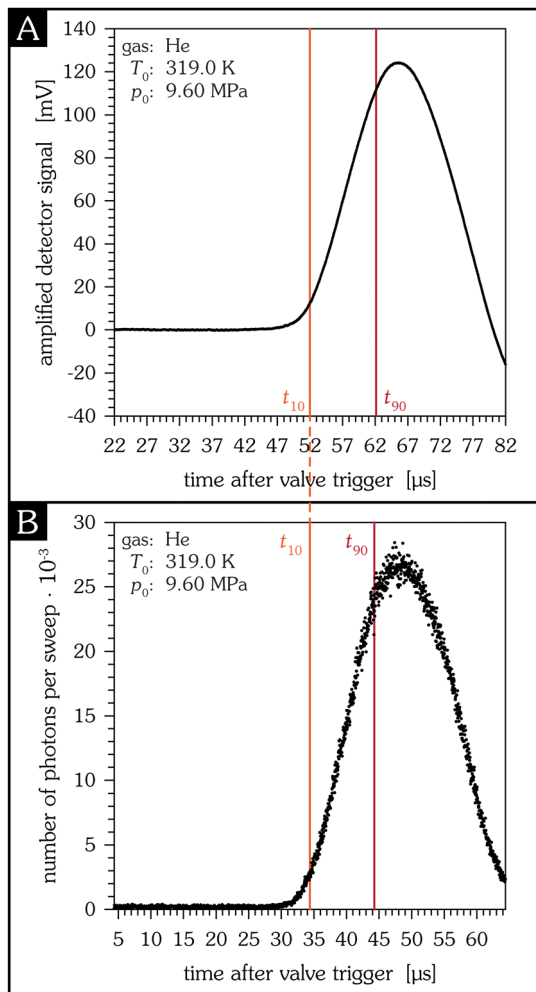 A
gas: He
T0: 319.0 K
p0: 9.60 MPa
140
120
100
80
60
40
20
0
-20
-40
amplified detector signal [mV]
t10
t90
22 27 32 37 42 47 52 57 62 67 72 77 82
time after valve trigger [µs]
B
gas: He
T0: 319.0 K
p0: 9.60 MPa
t10
t90
30
25
20
15
10
5
0
number of photons per sweep · 10-3
5 10 15 20 25 30 35 40 45 50 55 60
time after valve trigger [µs]